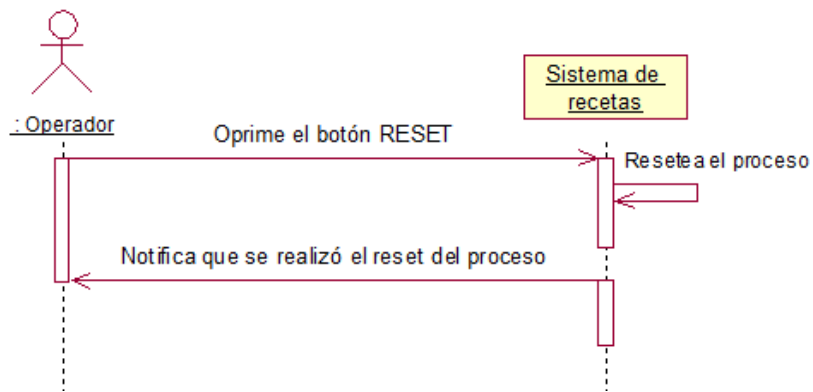 Sistema de
recetas
: Operador
Oprime el botón RESET
Resetea el proceso
Notifica que se realizó el reset del proceso